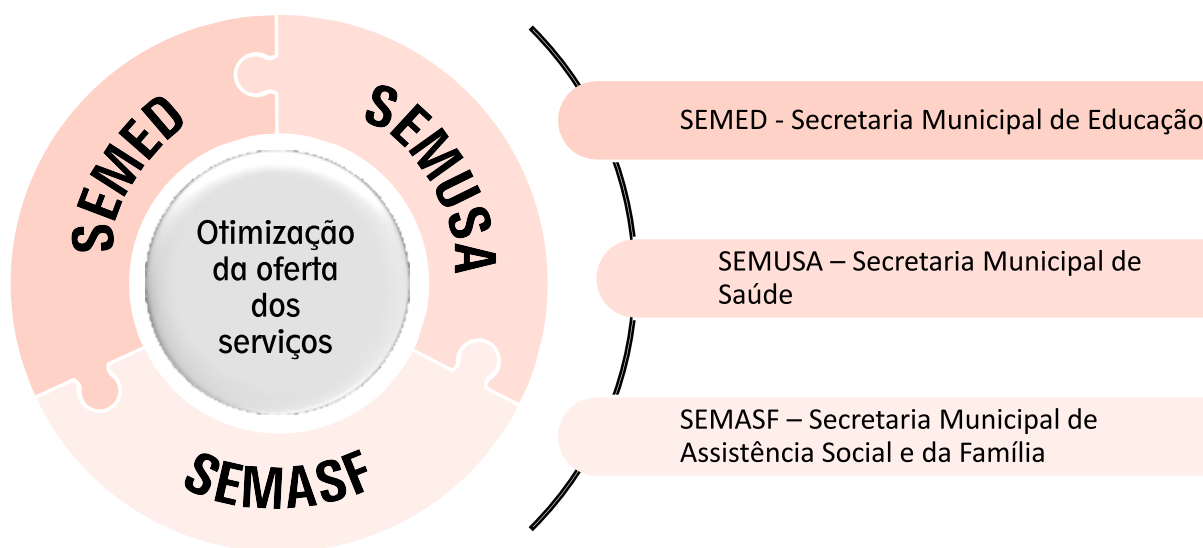 SEMED
SEMUSA
SEMASF
Otimização
da oferta
dos
serviços
SEMED - Secretaria Municipal de Educação
SEMUSA – Secretaria Municipal de
Saúde
SEMASF – Secretaria Municipal de
Assistência Social e da Família